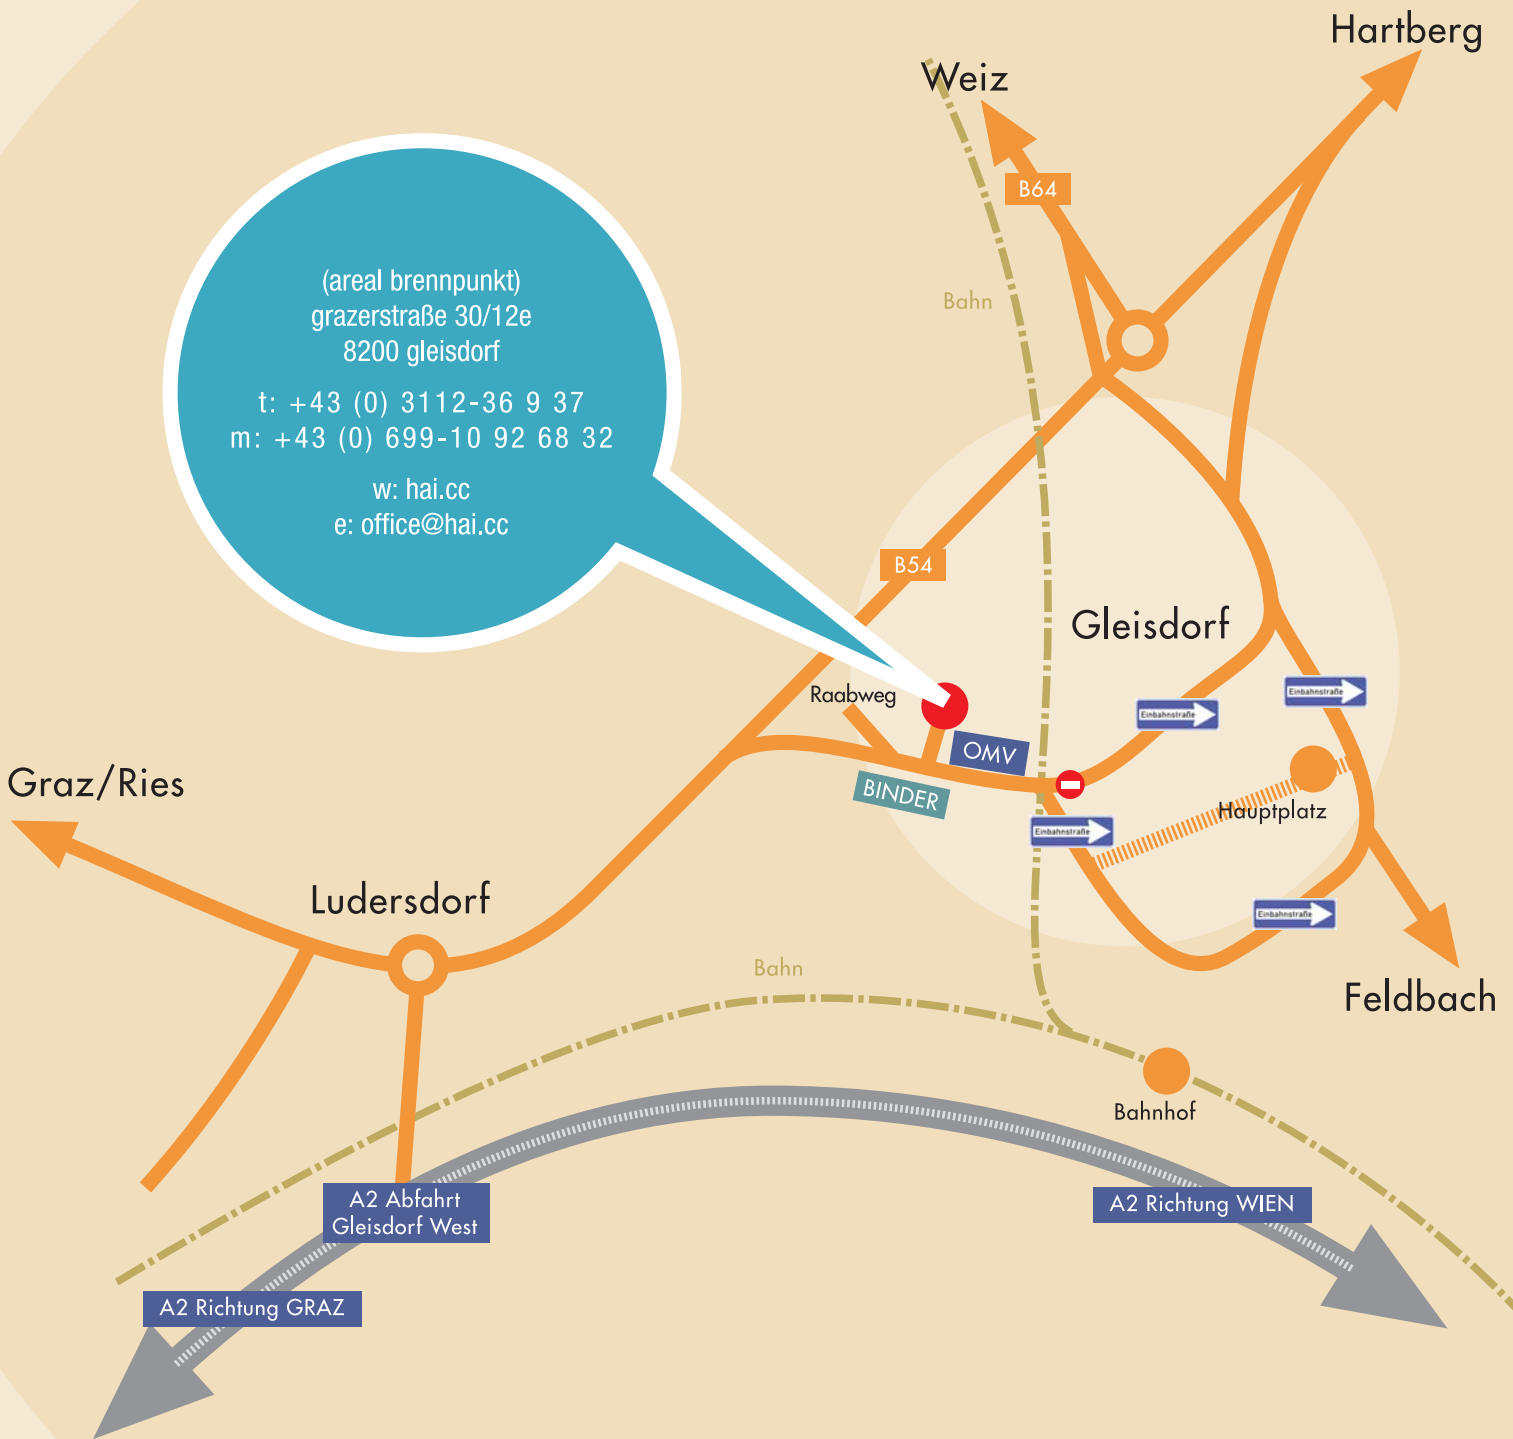 Hartberg
Weiz
B64
Bahn
(areal brennpunkt)
grazerstraße 30/12e
8200 gleisdorf
t: +43 (0) 3112-36 9 37
m: +43 (0) 699-10 92 68 32
w: hai.cc
e: office@hai.cc
B54
Gleisdorf
Raabweg
Einbahnstraße
Einbahnstraße
OMV
BINDER
Graz/Ries
Hauptplatz
Einbahnstraße
Ludersdorf
Einbahnstraße
Bahn
Feldbach
Bahnhof
A2 Abfahrt
Gleisdorf West
A2 Richtung WIEN
A2 Richtung GRAZ